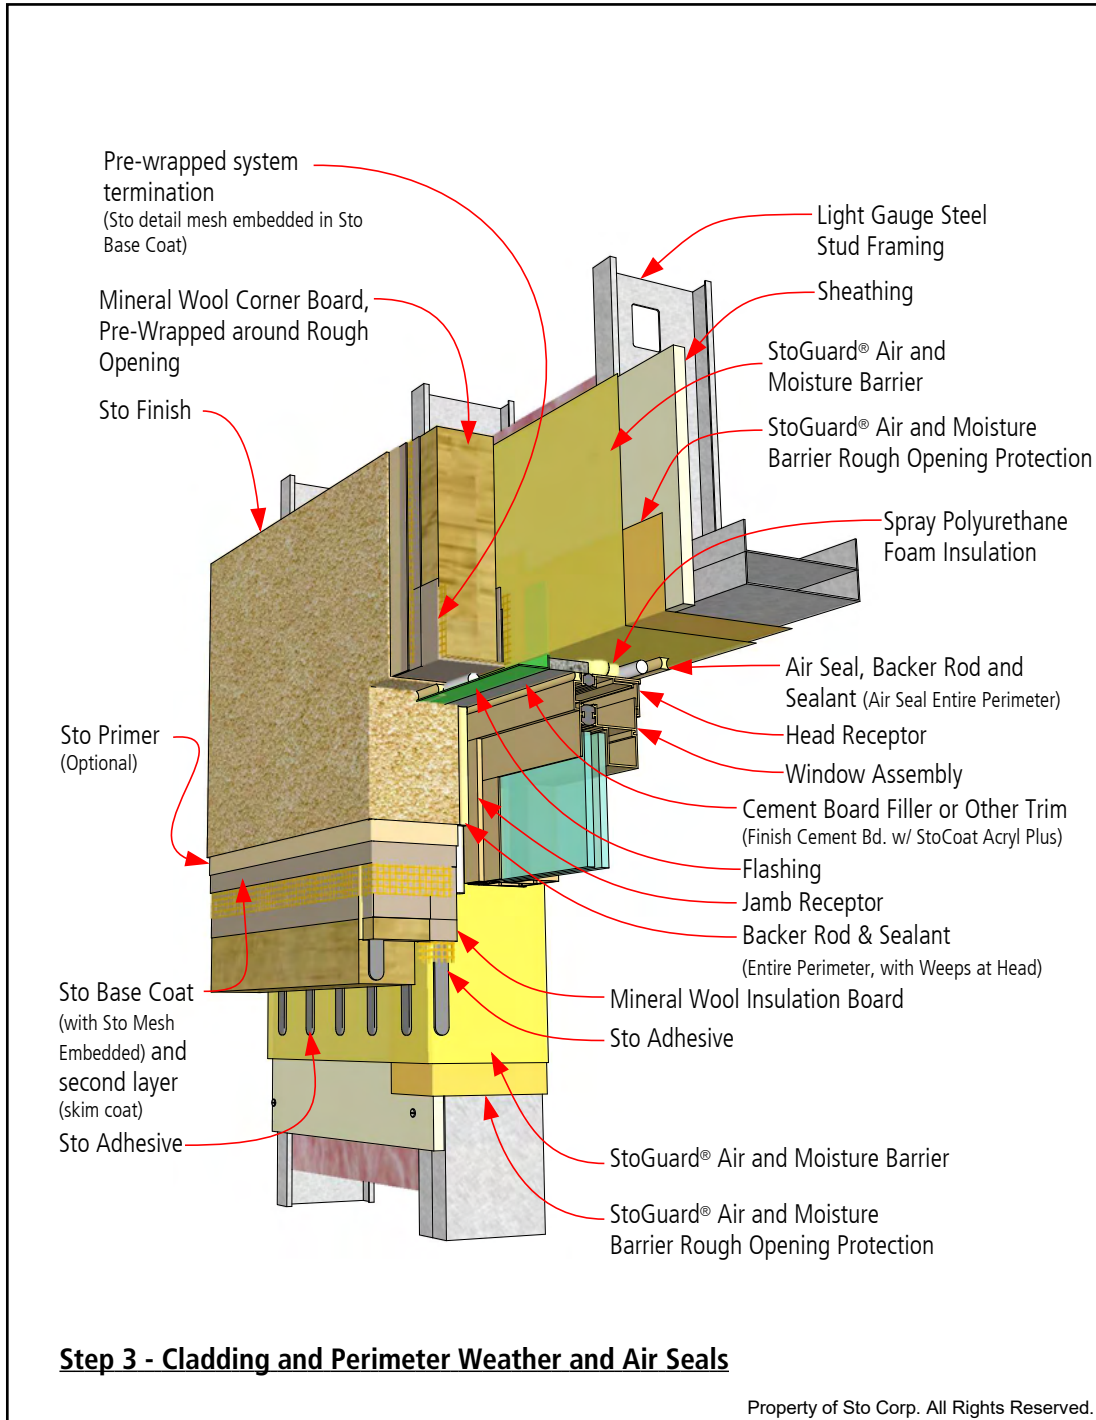 Pre-wrapped system
termination
(Sto detail mesh embedded in Sto
Base Coat)
Mineral Wool Corner Board,
Pre-Wrapped around Rough
Opening
Sto Finish
Light Gauge Steel
Stud Framing
Sheathing
StoGuard® Air and
Moisture Barrier
StoGuard® Air and Moisture
Barrier Rough Opening Protection
Spray Polyurethane
Foam Insulation
Air Seal, Backer Rod and
Sealant (Air Seal Entire Perimeter)
Head Receptor
Window Assembly
Cement Board Filler or Other Trim
(Finish Cement Bd. w/ StoCoat Acryl Plus)
Flashing
Jamb Receptor
Backer Rod & Sealant
(Entire Perimeter, with Weeps at Head)
Mineral Wool Insulation Board
Sto Adhesive
Sto Primer
(Optional)
Sto Base Coat
(with Sto Mesh
Embedded) and
second layer
(skim coat)
Sto Adhesive
StoGuard® Air and Moisture Barrier
StoGuard® Air and Moisture
Barrier Rough Opening Protection
Step 3 - Cladding and Perimeter Weather and Air Seals
Property of Sto Corp. All Rights Reserved.